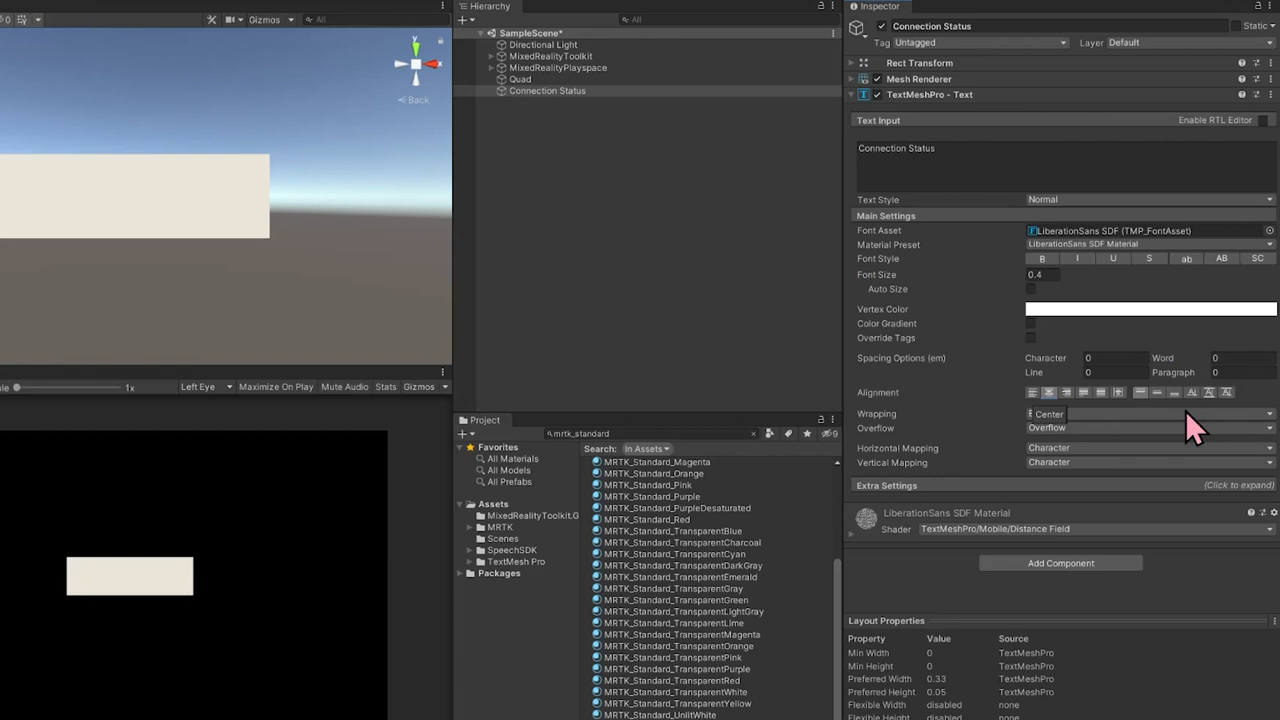 Gizmos
All
Back
Left Eye
Maximize On Play
Mute Audio
Stats
Gizmos
1x
Hierarchy
All
SampleScene*
Directional Light
MixedRealityToolkit
MixedRealityPlayspace
Quad
Connection Status
Project
mrtk_standard
9
Favorites
All Materials
All Models
All Prefabs
Assets
MixedRealityToolkit.G
MRTK
Scenes
SpeechSDK
TextMesh Pro
Packages
Search:
In Assets
MRTK_Standard_Magenta
MRTK_Standard_Orange
MRTK_Standard_Pink
MRTK_Standard_Purple
MRTK_Standard_PurpleDesaturated
MRTK_Standard_Red
MRTK_Standard_TransparentBlue
MRTK_Standard_TransparentCharcoal
MRTK_Standard_TransparentCyan
MRTK_Standard_TransparentDarkGray
MRTK_Standard_TransparentEmerald
MRTK_Standard_TransparentGray
MRTK_Standard_TransparentGreen
MRTK_Standard_TransparentLightGray
MRTK_Standard_TransparentLime
MRTK_Standard_TransparentMagenta
MRTK_Standard_TransparentOrange
MRTK_Standard_TransparentPink
MRTK_Standard_TransparentPurple
MRTK_Standard_TransparentRed
MRTK_Standard_TransparentWhite
MRTK_Standard_TransparentYellow
MRTK_Standard_UnlitWhite
Inspector
Connection Status
Static
Tag Untagged
Layer Default
Rect Transform
Mesh Renderer
TextMeshPro - Text
Text Input
Enable RTL Editor
Connection Status
Text Style Normal
Main Settings
Font Asset LiberationSans SDF (TMP_FontAsset)
Material Preset LiberationSans SDF Material
Font Style B I U S ab AB SC
Font Size 0.4
Auto Size
Vertex Color
Color Gradient
Override Tags
Spacing Options (em) Character 0 Word 0
Line 0 Paragraph 0
Alignment
Wrapping
Center
Overflow Overflow
Horizontal Mapping Character
Vertical Mapping Character
Extra Settings (Click to expand)
LiberationSans SDF Material
Shader TextMeshPro/Mobile/Distance Field
Add Component
Layout Properties
Property Value Source
Min Width 0 TextMeshPro
Min Height 0 TextMeshPro
Preferred Width 0.33 TextMeshPro
Preferred Height 0.05 TextMeshPro
Flexible Width disabled none
Flexible Height disabled none